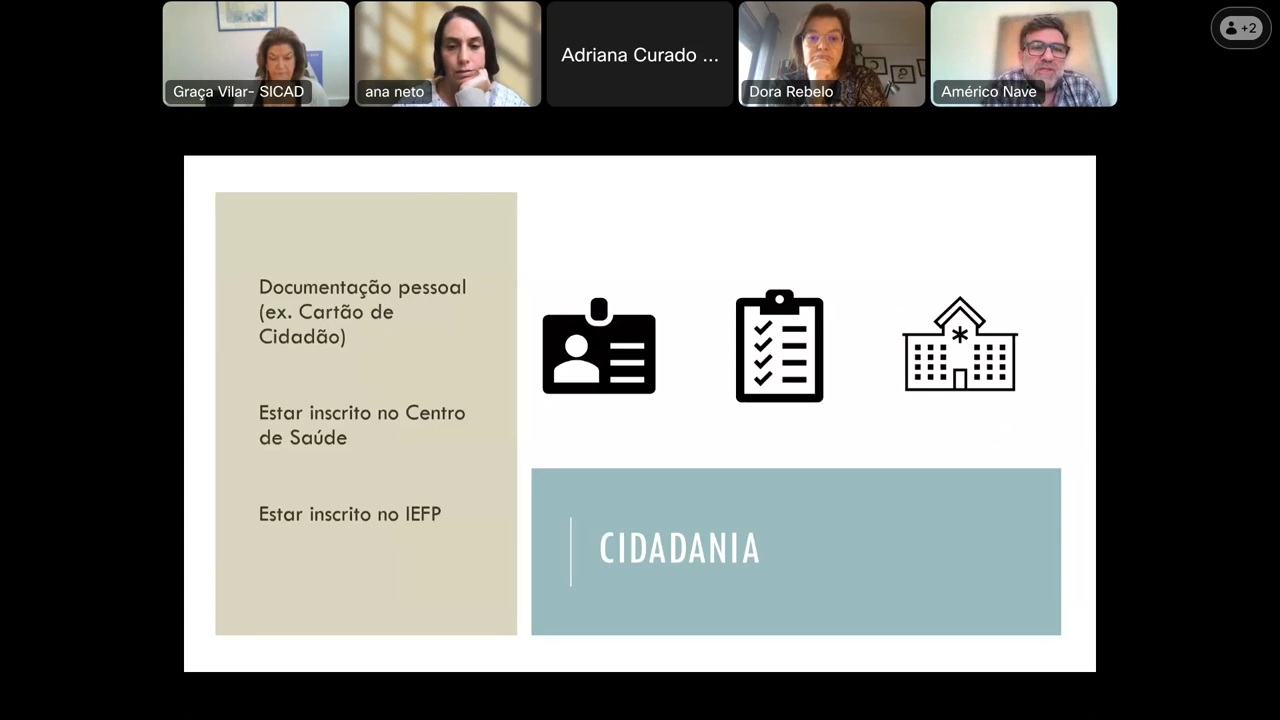 Graça Vilar- SICAD
ana neto
Adriana Curado ...
Dora Rebelo
Américo Nave
+2
Documentação pessoal
(ex. Cartão de
Cidadão)
Estar inscrito no Centro
de Saúde
Estar inscrito no IEFP
CIDADANIA